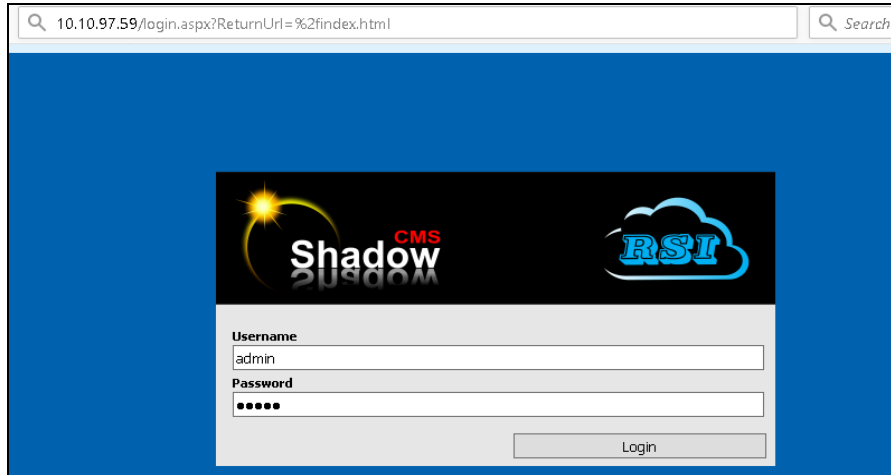 10.10.97.59/login.aspx?ReturnUrl=%2findex.html
Search
CMS
Shadow
RSI
Username
admin
Password
●●●●●
Login